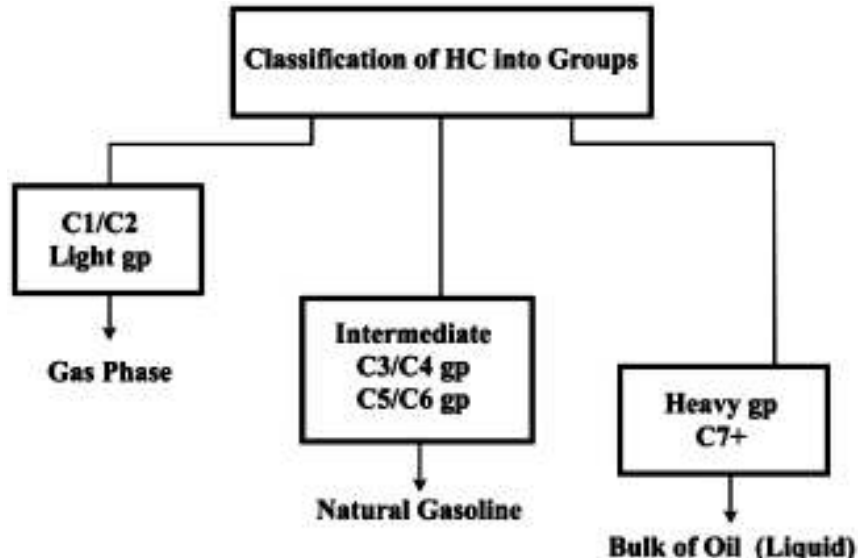 Classification of HC into Groups
C1/C2
Light gp
Gas Phase
Intermediate
C3/C4 gp
C5/C6 gp
Natural Gasoline
Heavy gp
C7+
Bulk of Oil (Liquid)